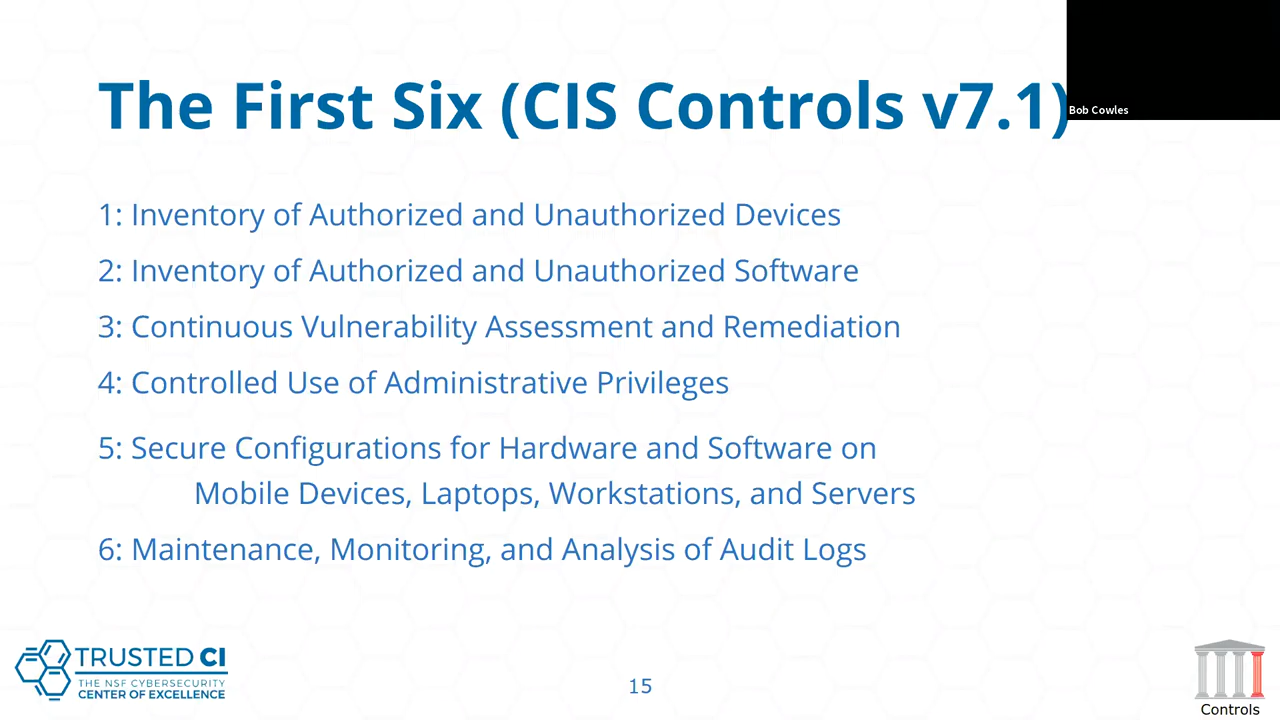 The First Six (CIS Controls v7.1)
Bob Cowles
1: Inventory of Authorized and Unauthorized Devices
2: Inventory of Authorized and Unauthorized Software
3: Continuous Vulnerability Assessment and Remediation
4: Controlled Use of Administrative Privileges
5: Secure Configurations for Hardware and Software on
Mobile Devices, Laptops, Workstations, and Servers
6: Maintenance, Monitoring, and Analysis of Audit Logs
TRUSTED CI
THE NSF CYBERSECURITY
CENTER OF EXCELLENCE
15
Controls